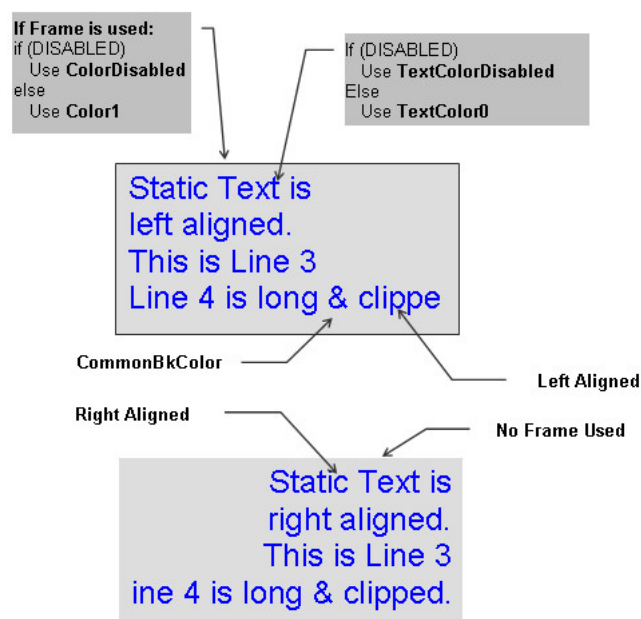 If Frame is used:
if (DISABLED)
Use ColorDisabled
else
Use Color1
If (DISABLED)
Use TextColorDisabled
Else
Use TextColor0
Static Text is
left aligned.
This is Line 3
Line 4 is long & clippe
CommonBkColor
Left Aligned
Right Aligned
No Frame Used
Static Text is
right aligned.
This is Line 3
ine 4 is long & clipped.